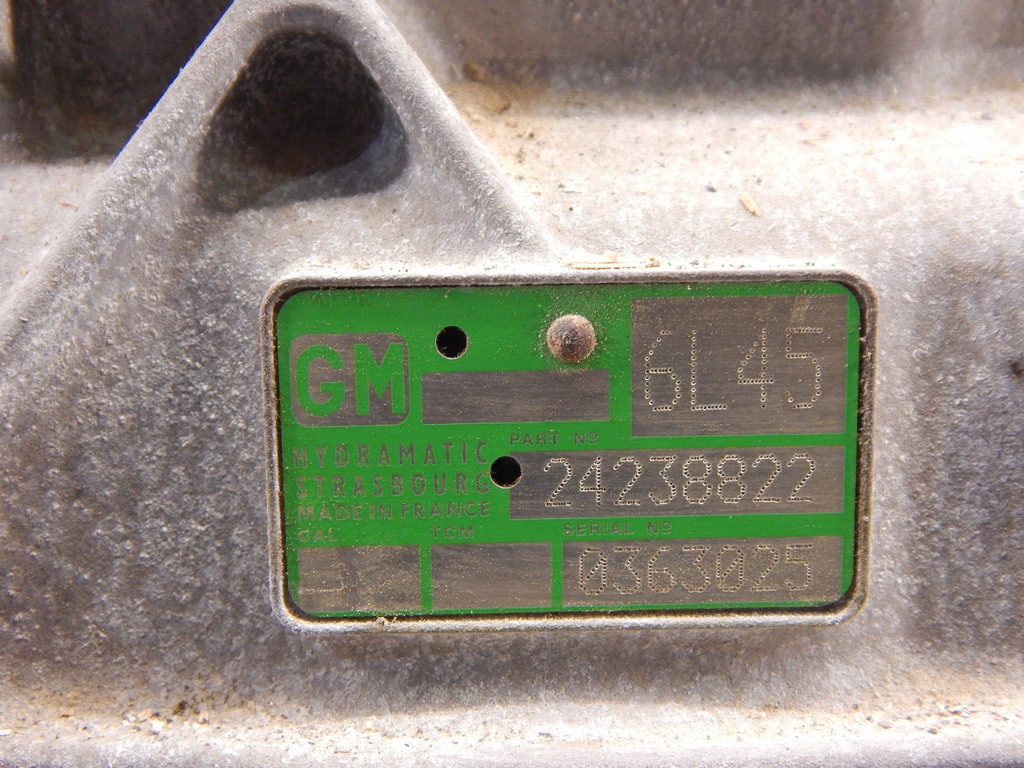 GM
6L45
PART Nº
HYDRAMATIC
STRASBOURG
MADE IN FRANCE
24238822
CAL
TCM
SERIAL Nº
0363025